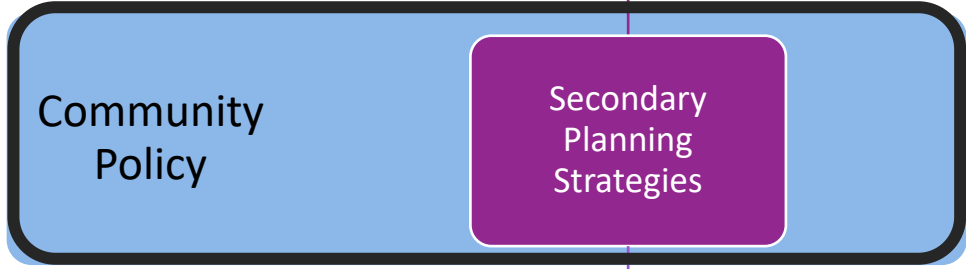 Community
Policy
Secondary
Planning
Strategies